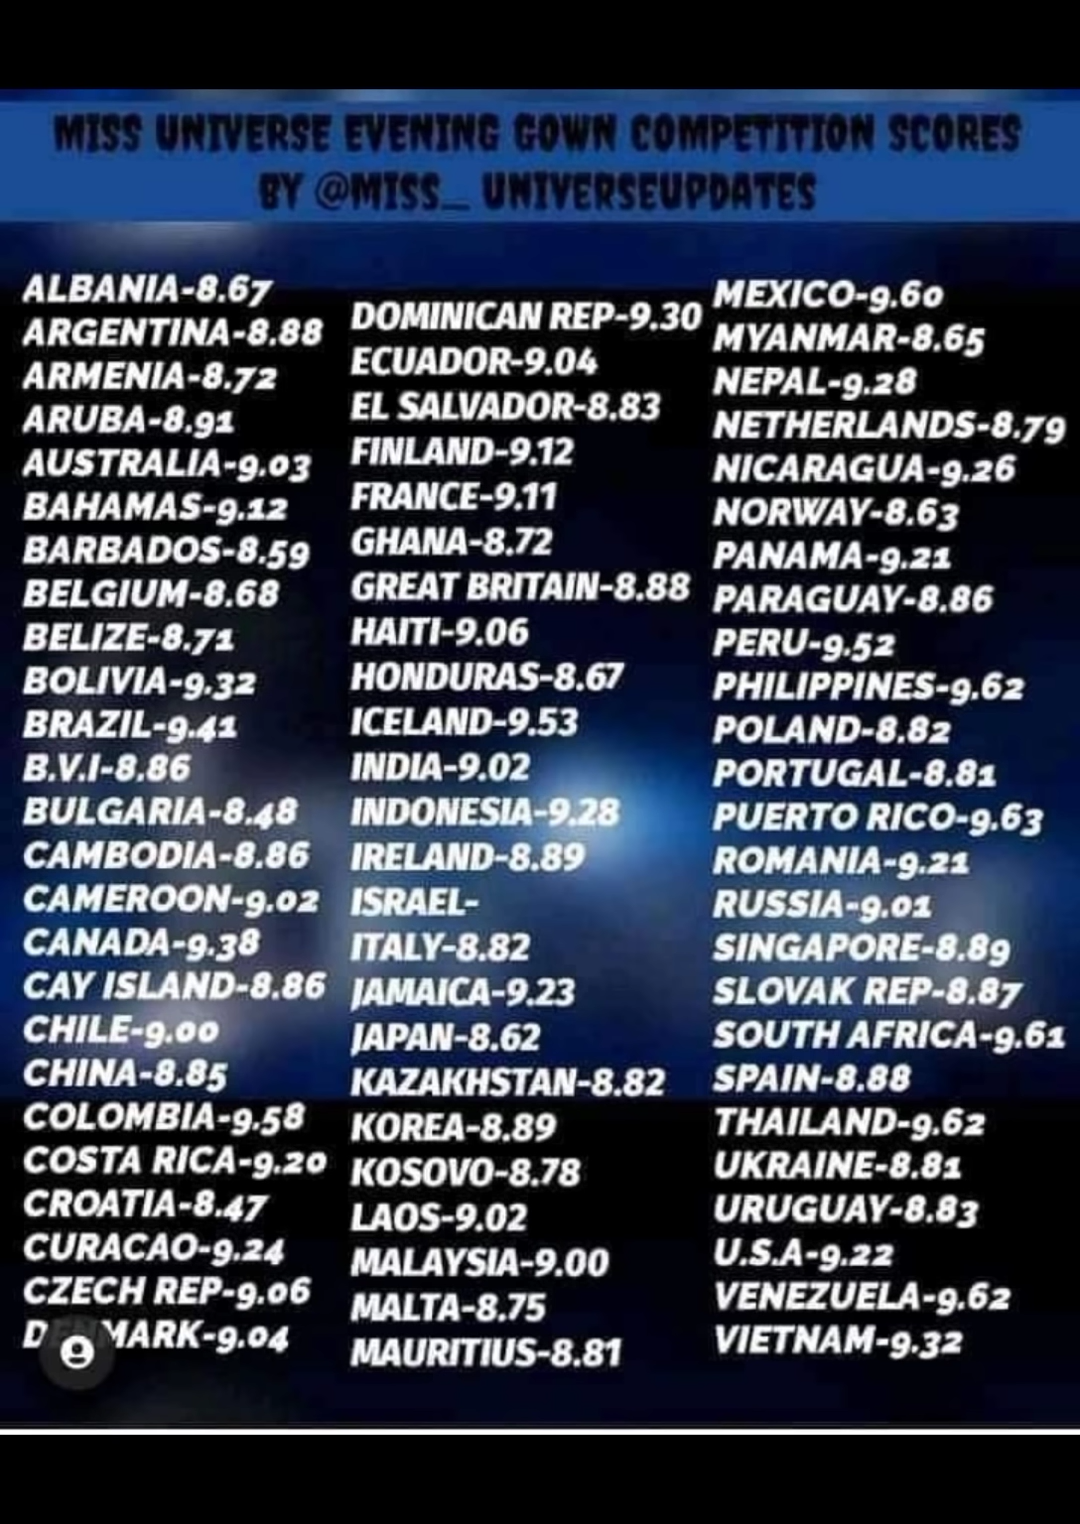 MISS UNIVERSE EVENING GOWN COMPETITION SCORES
BY @MISS_ UNIVERSEUPDATES
ALBANIA-8.67
ARGENTINA-8.88
ARMENIA-8.72
ARUBA-8.91
AUSTRALIA-9.03
BAHAMAS-9.12
BARBADOS-8.59
BELGIUM-8.68
BELIZE-8.71
BOLIVIA-9.32
BRAZIL-9.41
B.V.I-8.86
BULGARIA-8.48
CAMBODIA-8.86
CAMEROON-9.02
CANADA-9.38
CAY ISLAND-8.86
CHILE-9.00
CHINA-8.85
COLOMBIA-9.58
COSTA RICA-9.20
CROATIA-8.47
CURACAO-9.24
CZECH REP-9.06
DENMARK-9.04
DOMINICAN REP-9.30
ECUADOR-9.04
EL SALVADOR-8.83
FINLAND-9.12
FRANCE-9.11
GHANA-8.72
GREAT BRITAIN-8.88
HAITI-9.06
HONDURAS-8.67
ICELAND-9.53
INDIA-9.02
INDONESIA-9.28
IRELAND-8.89
ISRAEL-
ITALY-8.82
JAMAICA-9.23
JAPAN-8.62
KAZAKHSTAN-8.82
KOREA-8.89
KOSOVO-8.78
LAOS-9.02
MALAYSIA-9.00
MALTA-8.75
MAURITIUS-8.81
MEXICO-9.60
MYANMAR-8.65
NEPAL-9.28
NETHERLANDS-8.79
NICARAGUA-9.26
NORWAY-8.63
PANAMA-9.21
PARAGUAY-8.86
PERU-9.52
PHILIPPINES-9.62
POLAND-8.82
PORTUGAL-8.81
PUERTO RICO-9.63
ROMANIA-9.21
RUSSIA-9.01
SINGAPORE-8.89
SLOVAK REP-8.87
SOUTH AFRICA-9.61
SPAIN-8.88
THAILAND-9.62
UKRAINE-8.81
URUGUAY-8.83
U.S.A-9.22
VENEZUELA-9.62
VIETNAM-9.32